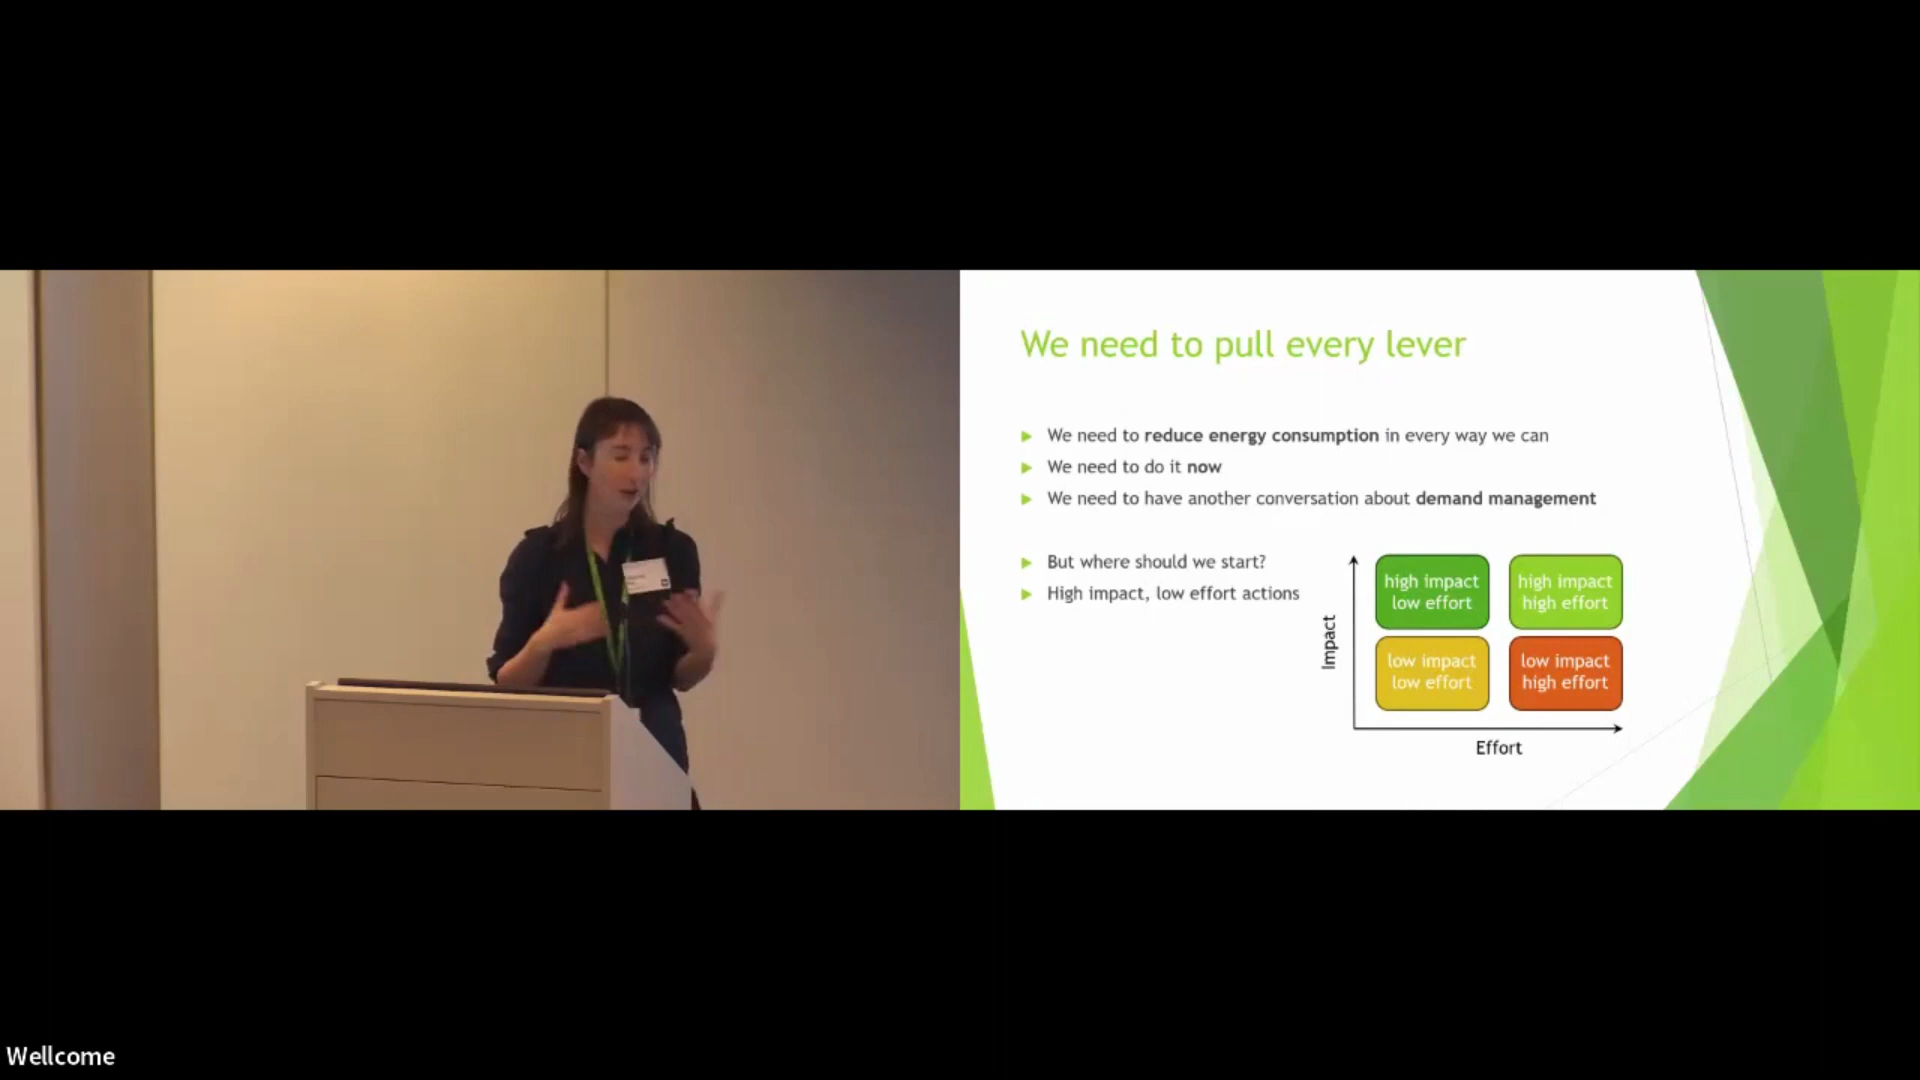 We need to pull every lever
We need to reduce energy consumption in every way we can
We need to do it now
We need to have another conversation about demand management
But where should we start?
High impact, low effort actions
Impact
high impact
low effort
high impact
high effort
low impact
low effort
low impact
high effort
Effort
Wellcome